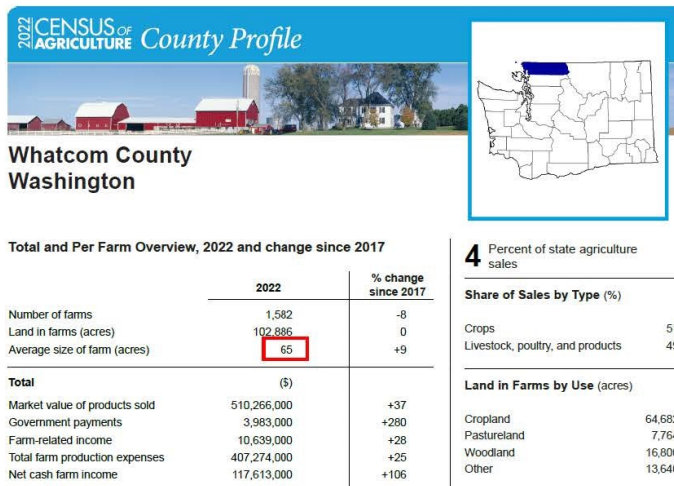 2022 CENSUS OF AGRICULTURE County Profile
Whatcom County
Washington
Total and Per Farm Overview, 2022 and change since 2017
2022 % change since 2017
Number of farms 1,582 -8
Land in farms (acres) 102,886 0
Average size of farm (acres) 65 +9
Total ($)
Market value of products sold 510,266,000 +37
Government payments 3,983,000 +280
Farm-related income 10,639,000 +28
Total farm production expenses 407,274,000 +25
Net cash farm income 117,613,000 +106
4 Percent of state agriculture
sales
Share of Sales by Type (%)
Crops 5
Livestock, poultry, and products
Land in Farms by Use (acres)
Cropland
Pastureland
Woodland
Other